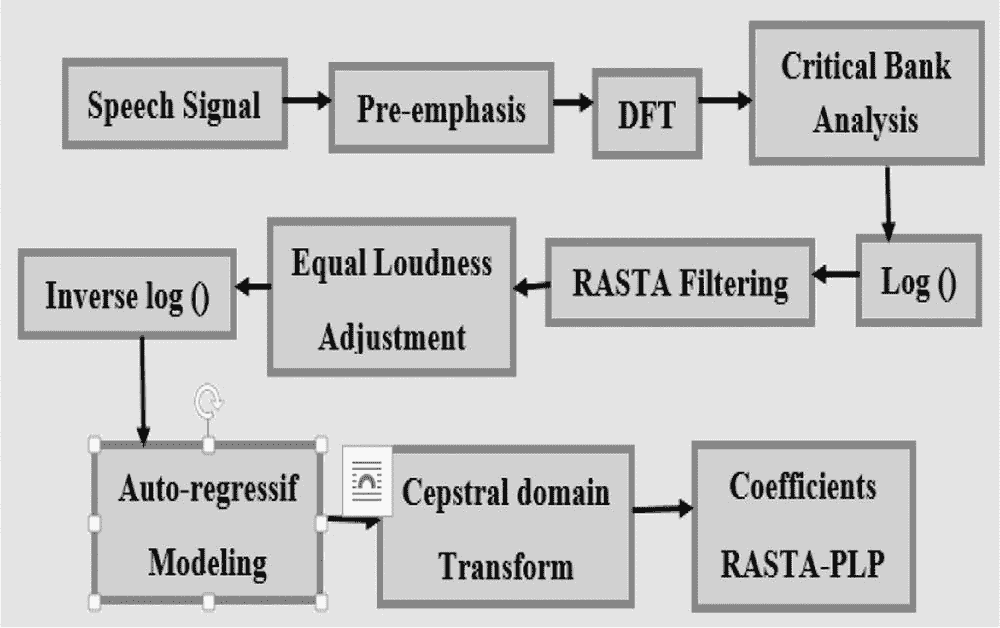 Speech Signal
Pre-emphasis
DFT
Critical Bank
Analysis
Log ()
RASTA Filtering
Equal Loudness
Adjustment
Inverse log ()
Auto-regressif
Modeling
Cepstral domain
Transform
Coefficients
RASTA-PLP